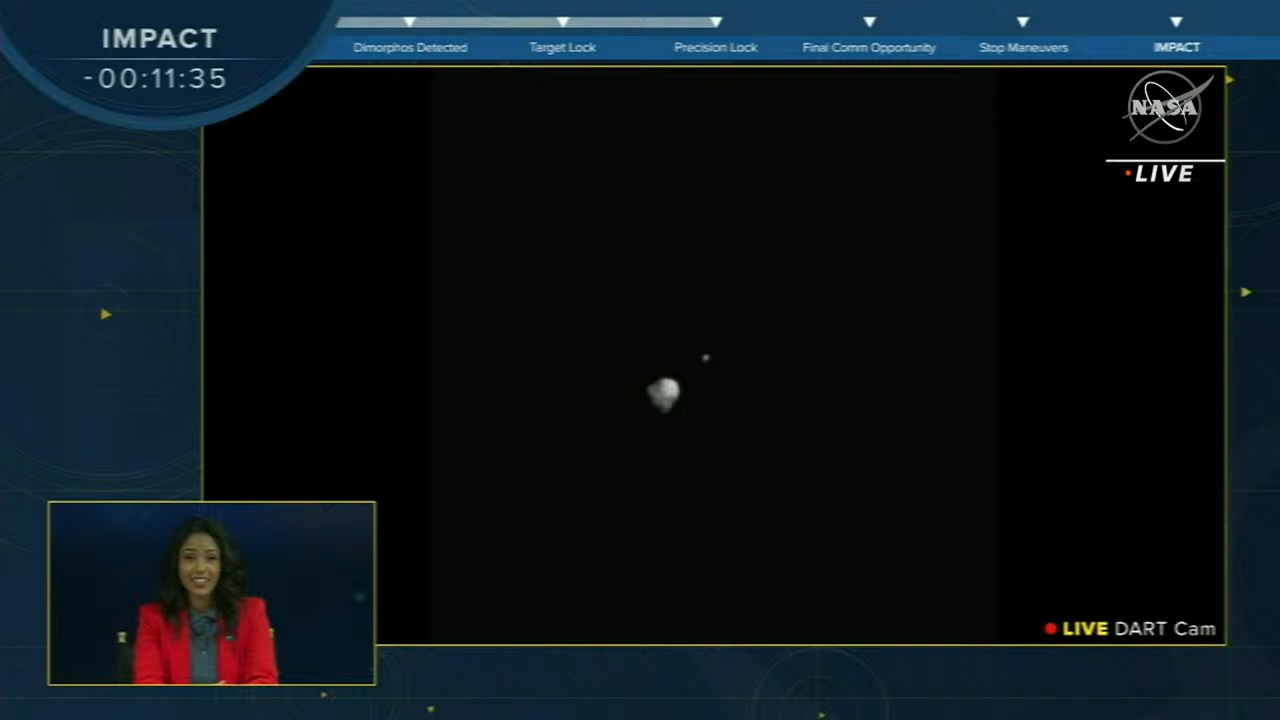 IMPACT
-00:11:35
Dimorphos Detected
Target Lock
Precision Lock
Final Comm Opportunity
Stop Maneuvers
IMPACT
NASA
LIVE
LIVE DART Cam